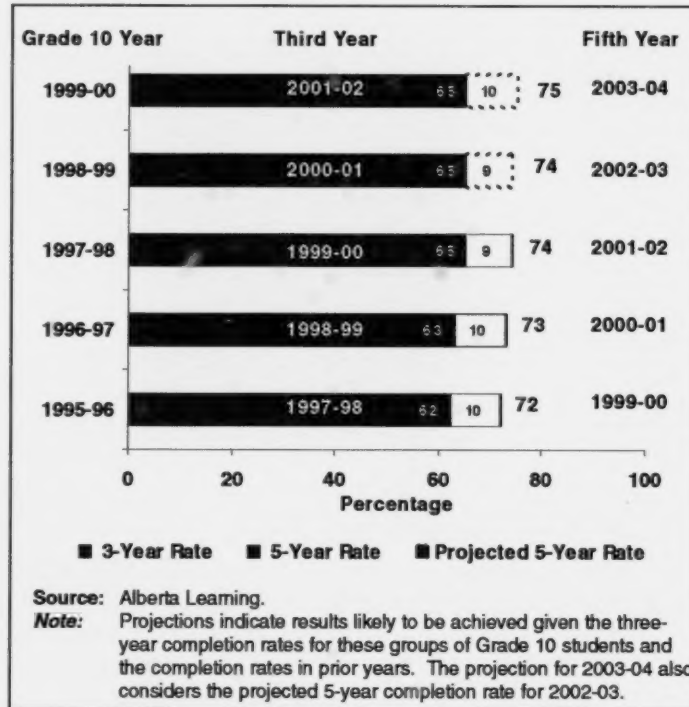 Grade 10 Year Third Year Fifth Year
1999-00 2001-02 65 10 75 2003-04
1998-99 2000-01 65 9 74 2002-03
1997-98 1999-00 65 9 74 2001-02
1996-97 1998-99 63 10 73 2000-01
1995-96 1997-98 62 10 72 1999-00
0 20 40 60 80 100
Percentage
3-Year Rate 5-Year Rate Projected 5-Year Rate
Source: Alberta Learning.
Note: Projections indicate results likely to be achieved given the three-
year completion rates for these groups of Grade 10 students and
the completion rates in prior years. The projection for 2003-04 also
considers the projected 5-year completion rate for 2002-03.